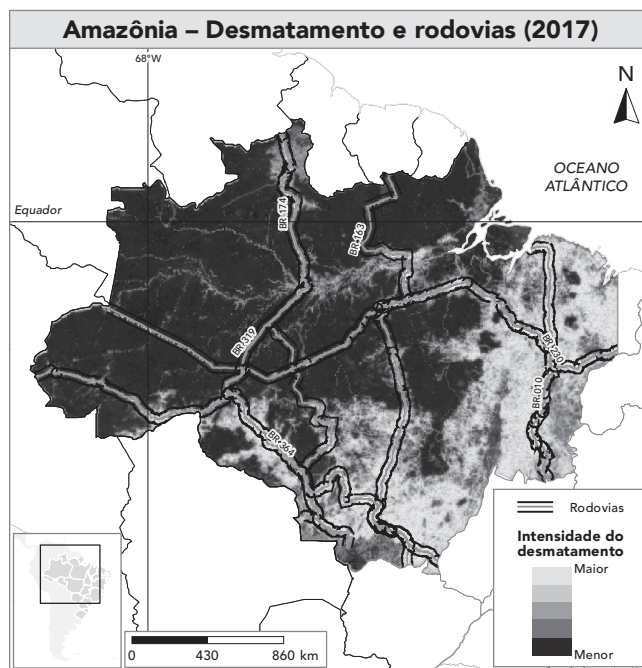 Amazônia – Desmatamento e rodovias (2017)
68°W
N
OCEANO
ATLÂNTICO
Equador
BR.174
BR.163
BR.319
BR.230
BR.010
BR.364
Rodovias
Intensidade do
desmatamento
Maior
Menor
0 430 860 km